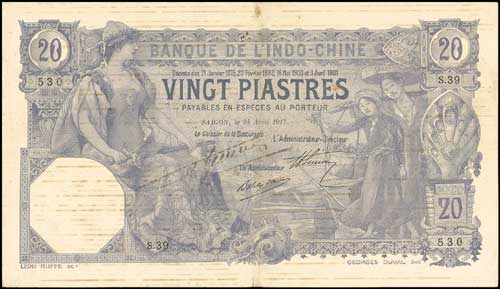 20 20
BANQUE DE L'INDO-CHINE
Décrets des 21 Janvier 1875, 20 Février 1888, 16 Mai 1900 et 3 Avril 1901
530 S.39
VINGT PIASTRES
PAYABLES EN ESPÈCES AU PORTEUR
SAIGON, le 24 Avril 1917
Le Caissier de la Succursale
L'Administrateur-Directeur
Un Administrateur
20
S.39 530
LEON RUFFE SC.
GEORGES DUVAL